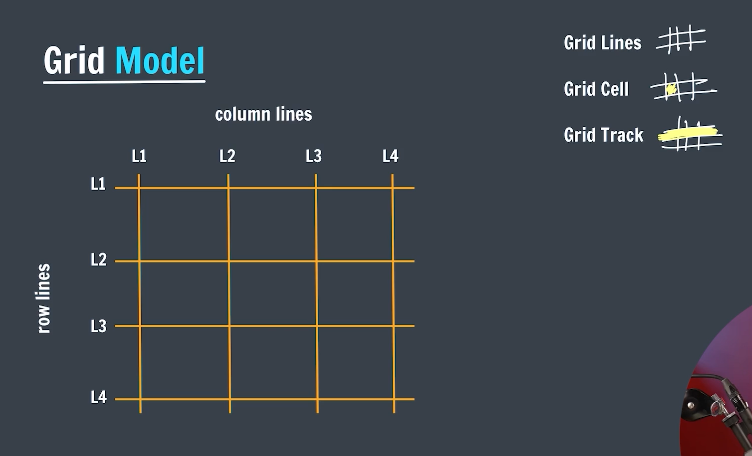 Grid Model
column lines
L1 L2 L3 L4
L1
L2
row lines
L3
L4
Grid Lines
Grid Cell
Grid Track